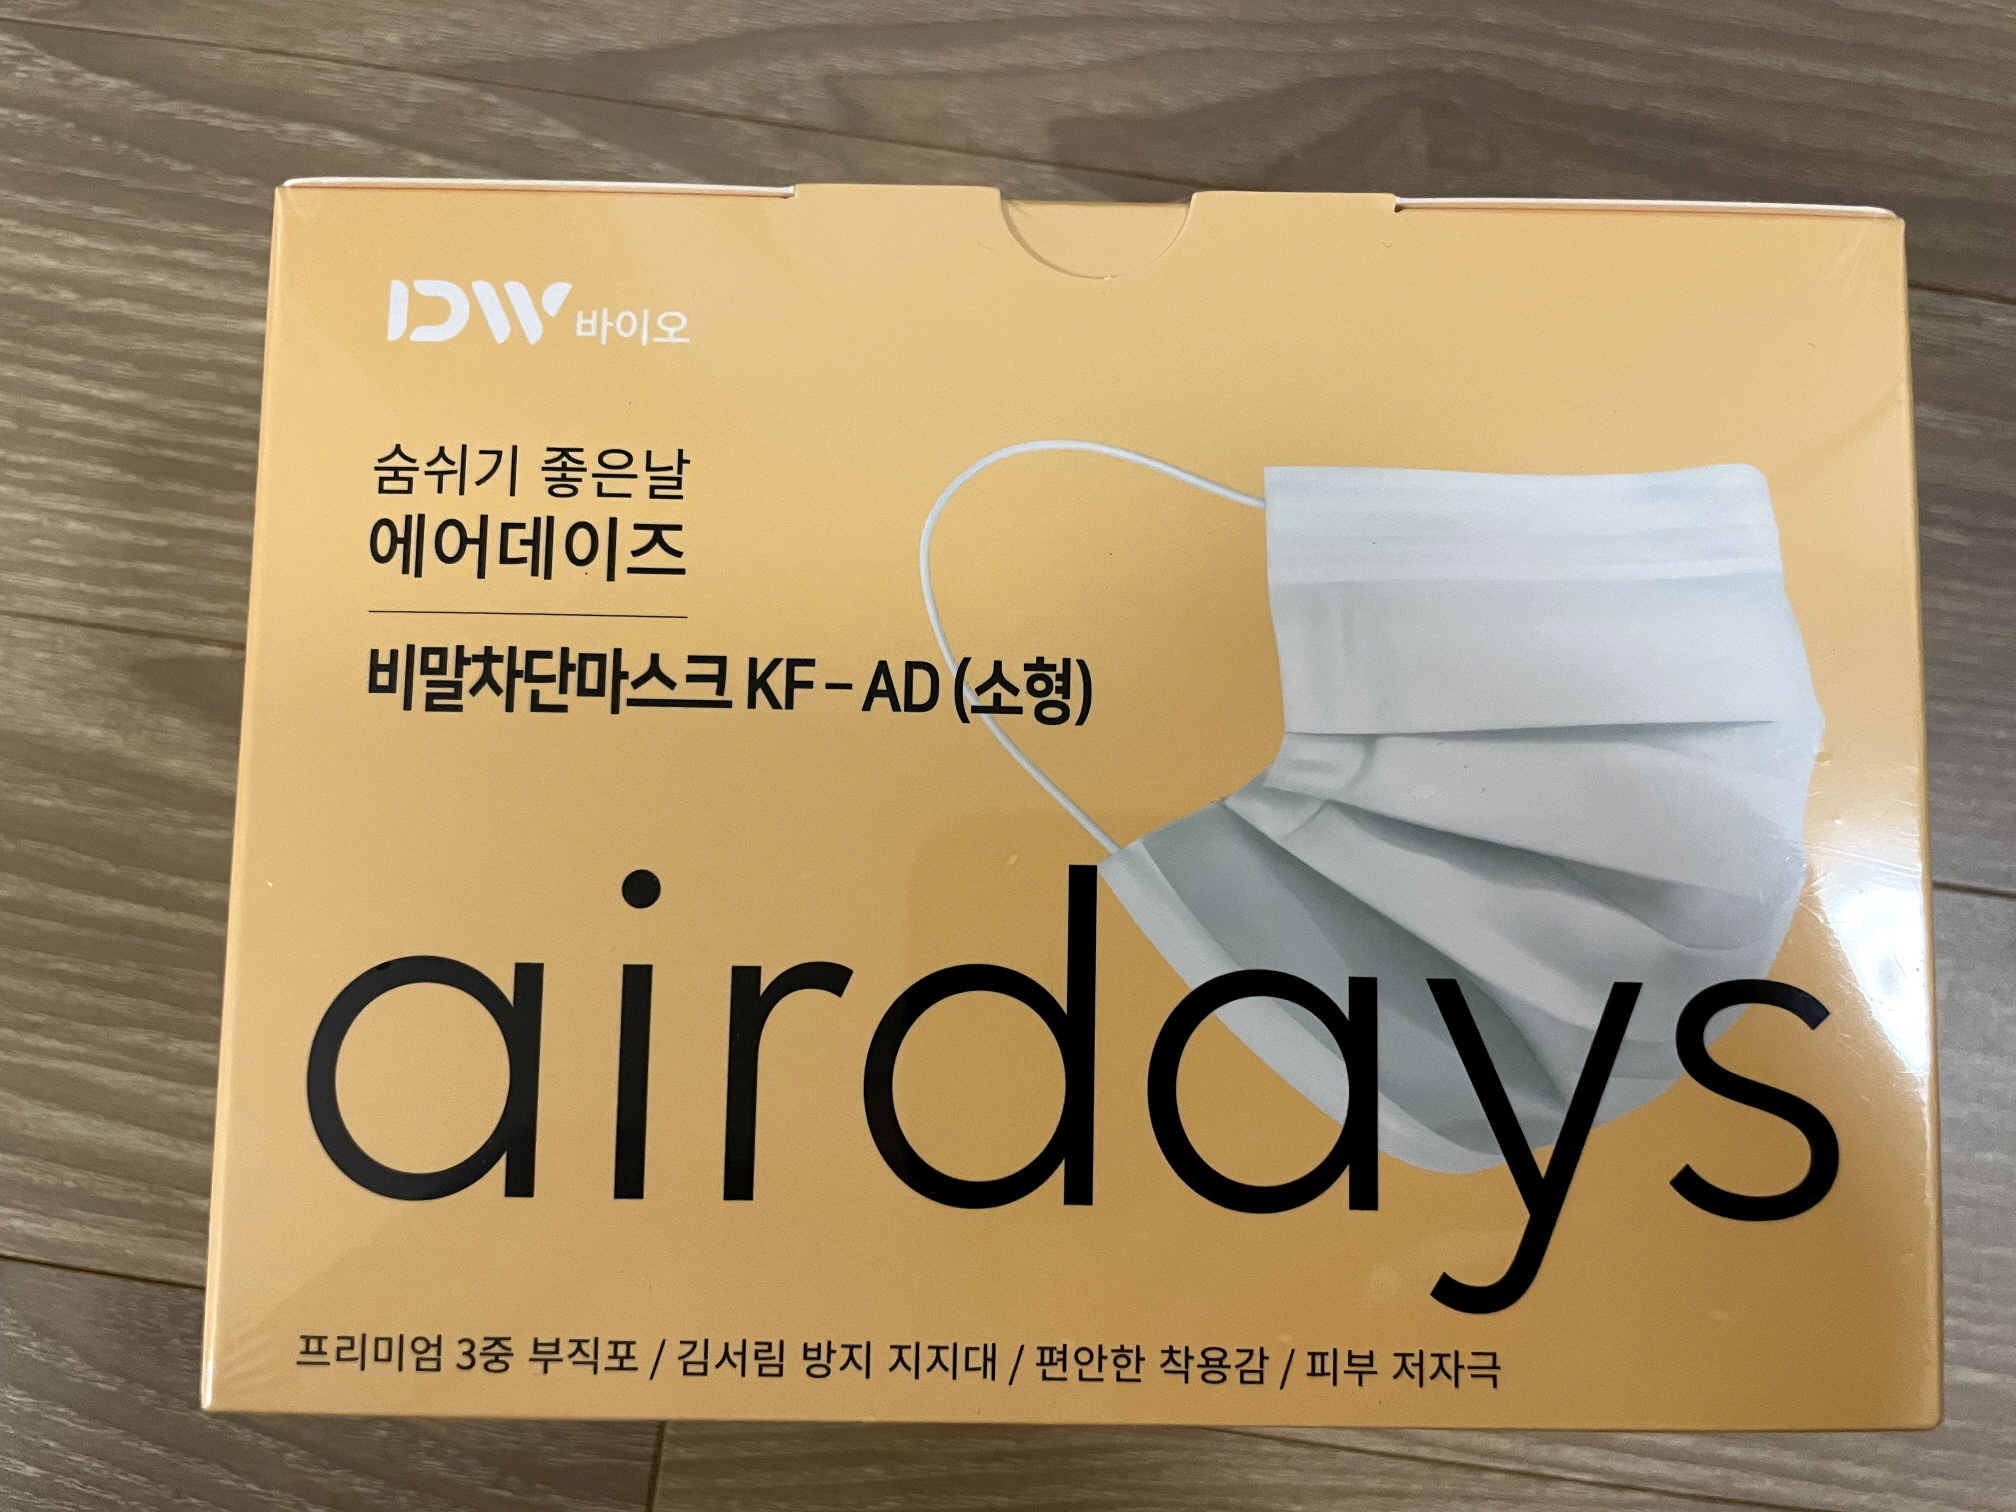 DW 바이오
숨쉬기 좋은날
에어데이즈
비말차단마스크 KF-AD (소형)
airdays
프리미엄 3중 부직포 / 김서림 방지 지지대 / 편안한 착용감 / 피부 저자극